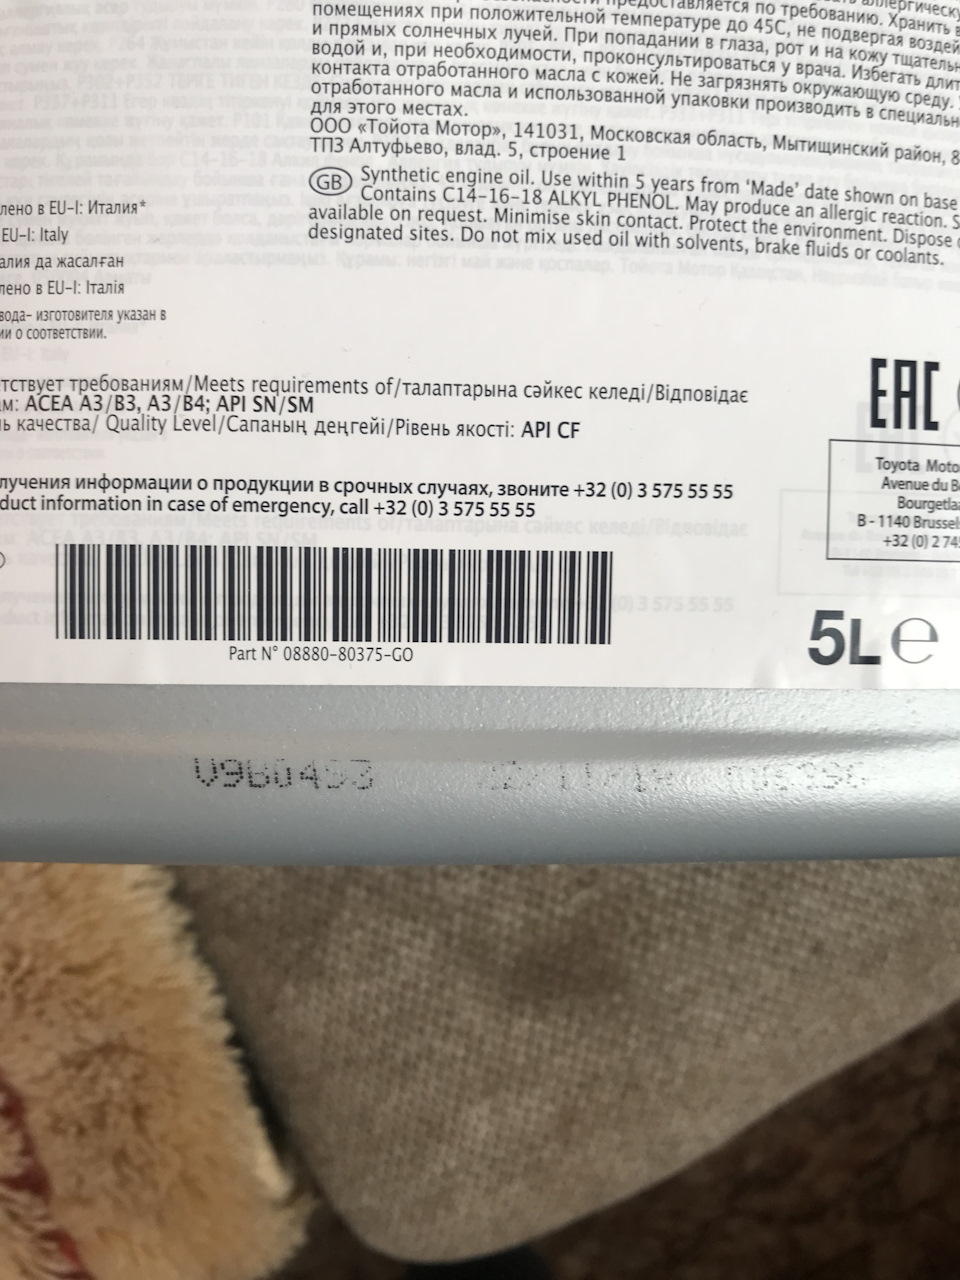 помещениях при положительной температуре до 45С, не подвергая
и прямых солнечных лучей. При попадании в глаза, рот и на кожу
водой и, при необходимости, проконсультироваться у врача. Избегать
контакта отработанного масла с кожей. Не загрязнять окружающую среду.
отработанного масла и использованной упаковки производить в
для этого местах.
ООО «Тойота Мотор», 141031, Московская область, Мытищинский район,
ТПЗ Алтуфьево, влад. 5, строение 1
GB Synthetic engine oil. Use within 5 years from ‘Made’ date shown on base
Contains C14-16-18 ALKYL PHENOL. May produce an allergic reaction.
available on request. Minimise skin contact. Protect the environment. Dispose
designated sites. Do not mix used oil with solvents, brake fluids or coolants.
лено в EU-I: Италия*
EU-I: Italy
алия да жасалған
лено в EU-I: Італія
вода- изготовителя указан в
ии о соответствии.
тствует требованиям/Meets requirements of/талаптарына сәйкес келеді/Відповідає
м: ACEA A3/B3, A3/B4; API SN/SM
ь качества/ Quality Level/Сапаның деңгейі/Рівень якості: API CF
лучения информации о продукции в срочных случаях, звоните +32 (0) 3 575 55 55
duct information in case of emergency, call +32 (0) 3 575 55 55
EAC
Toyota Moto
Avenue du B
Bourgetla
B - 1140 Brussel
+32 (0) 2 74
Part N° 08880-80375-GO
5L e
V9B0453